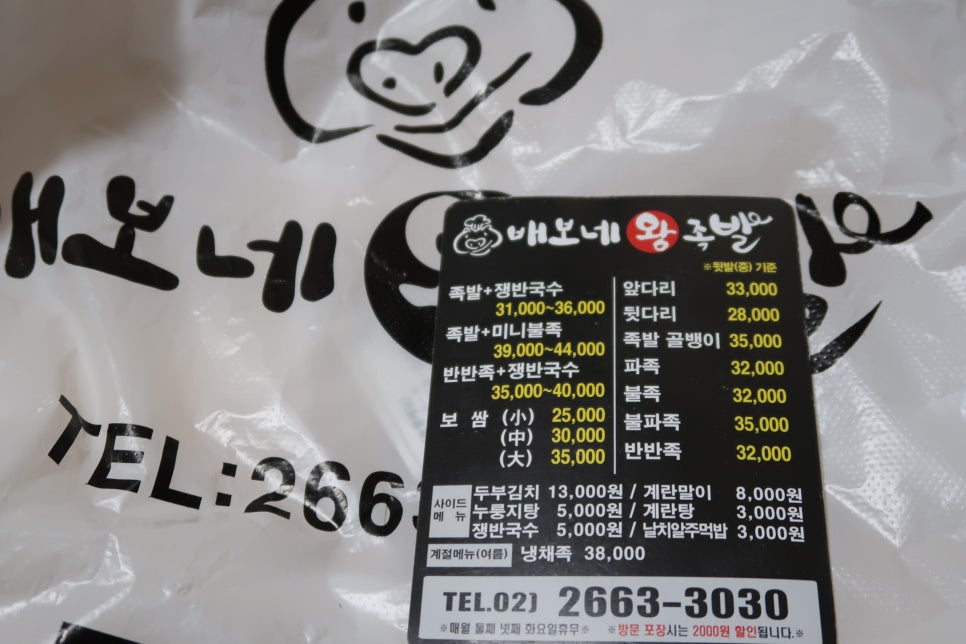 배보네
TEL:2663
배보네 왕족발
※뒷발(중) 기준
족발+쟁반국수
31,000~36,000
족발+미니불족
39,000~44,000
반반족+쟁반국수
35,000~40,000
보 쌈 (小) 25,000
(中) 30,000
(大) 35,000
앞다리 33,000
뒷다리 28,000
족발 골뱅이 35,000
파족 32,000
불족 32,000
불파족 35,000
반반족 32,000
사이드 메뉴
두부김치 13,000원 / 계란말이 8,000원
누룽지탕 5,000원 / 계란탕 3,000원
쟁반국수 5,000원 / 날치알주먹밥 3,000원
계절메뉴(여름) 냉채족 38,000
TEL.02) 2663-3030
※매월 둘째 넷째 화요일휴무※ ※방문 포장시는 2000원 할인됩니다.※